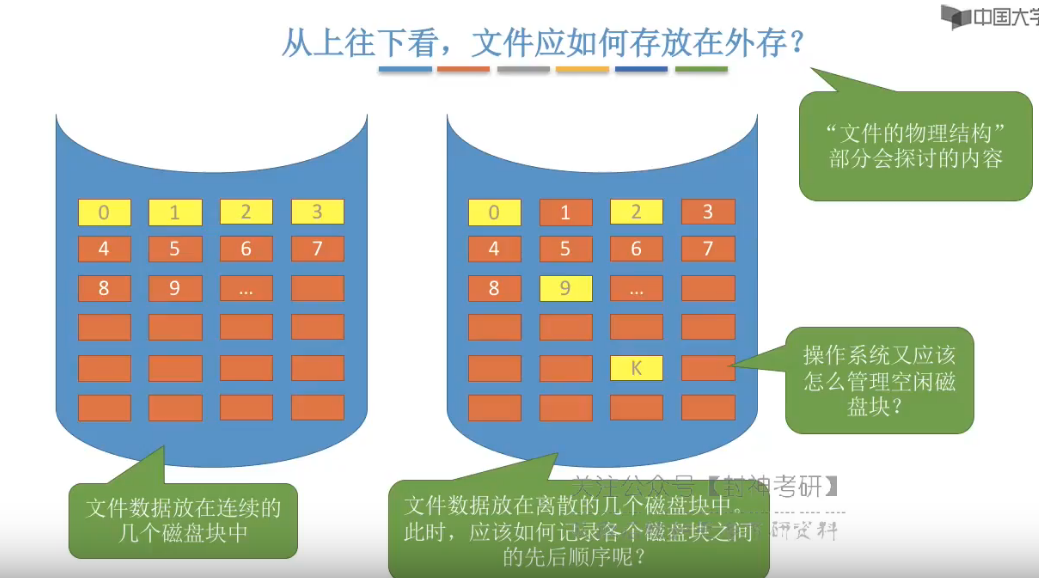 中国大学
从上往下看，文件应如何存放在外存？
“文件的物理结构”
部分会探讨的内容
0 1 2 3
4 5 6 7
8 9 ...
0 1 2 3
4 5 6 7
8 9 ...
K
操作系统又应该
怎么管理空闲磁
盘块？
文件数据放在连续的
几个磁盘块中
关注公众号【封神考研】
文件数据放在离散的几个磁盘块中。
此时，应该如何记录各个磁盘块之间
的先后顺序呢？